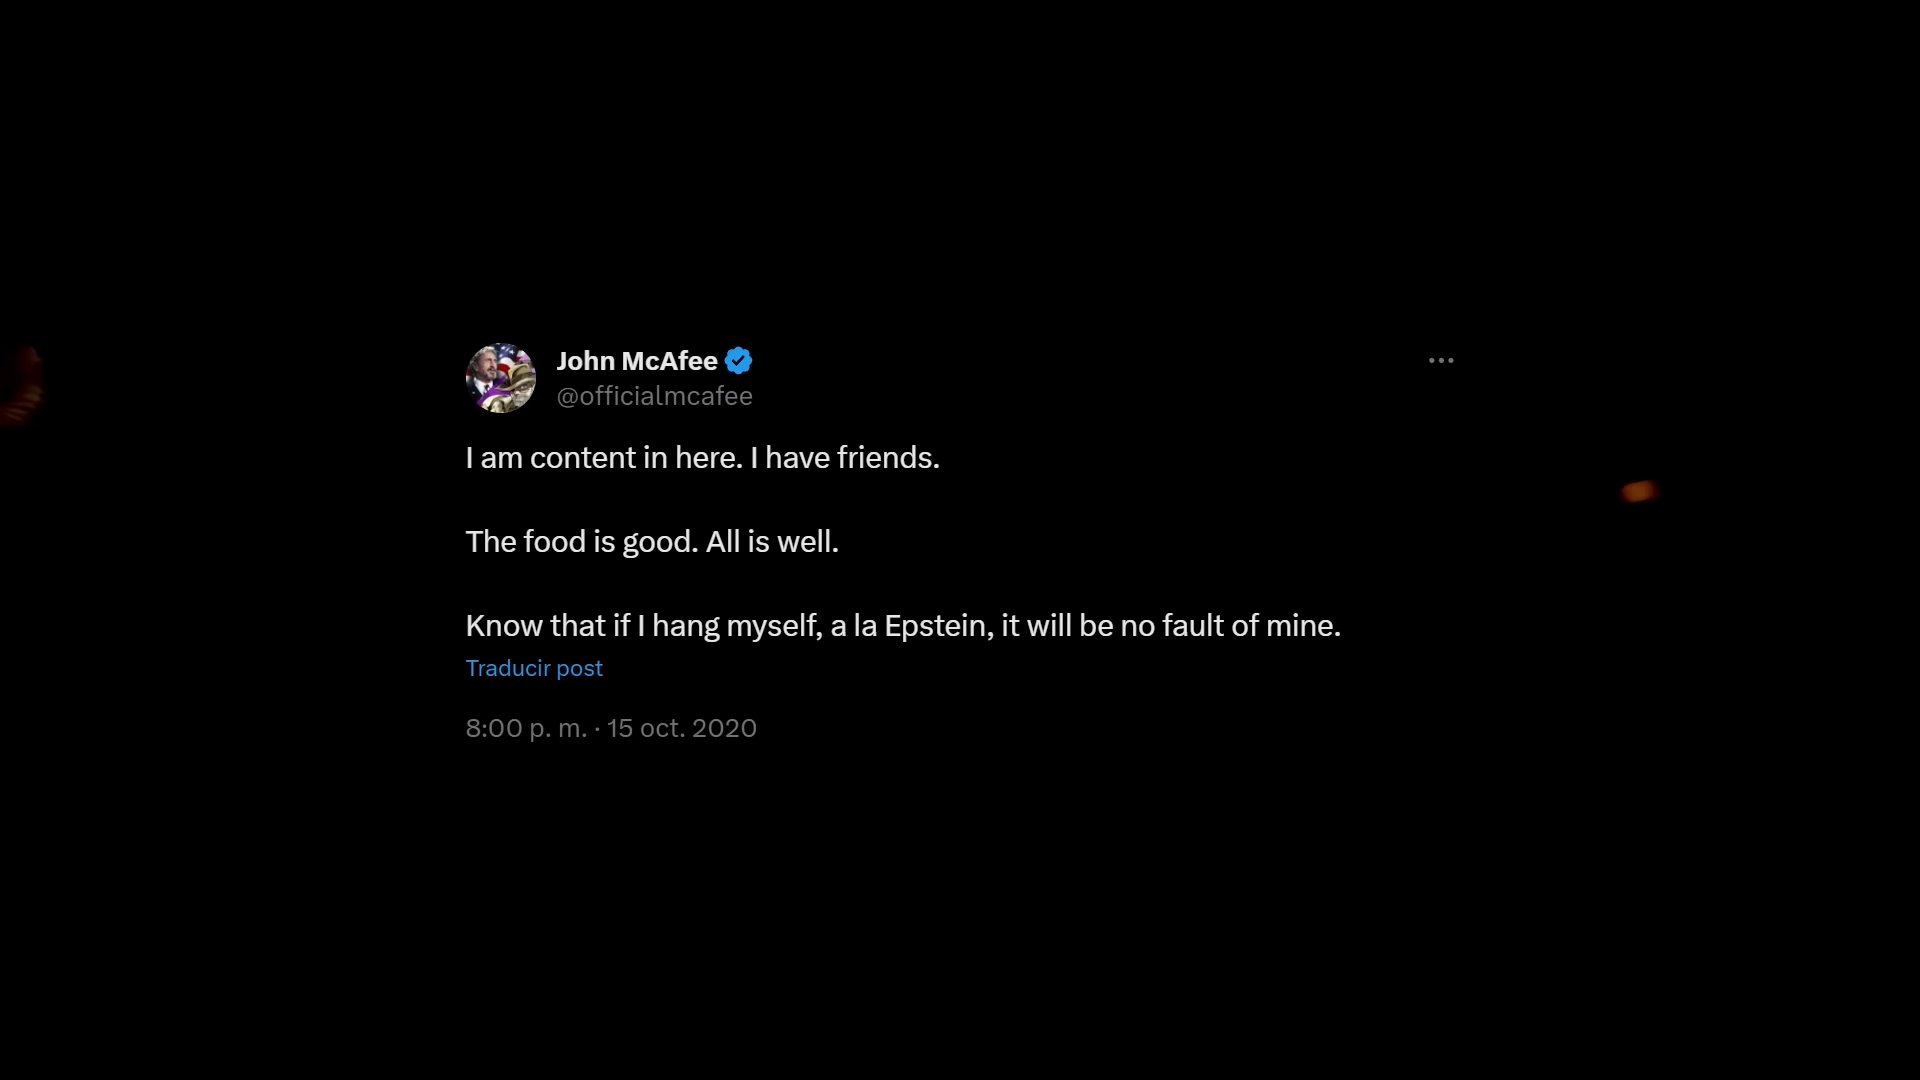 John McAfee
@officialmcafee
I am content in here. I have friends.
The food is good. All is well.
Know that if I hang myself, a la Epstein, it will be no fault of mine.
Traducir post
8:00 p. m. · 15 oct. 2020